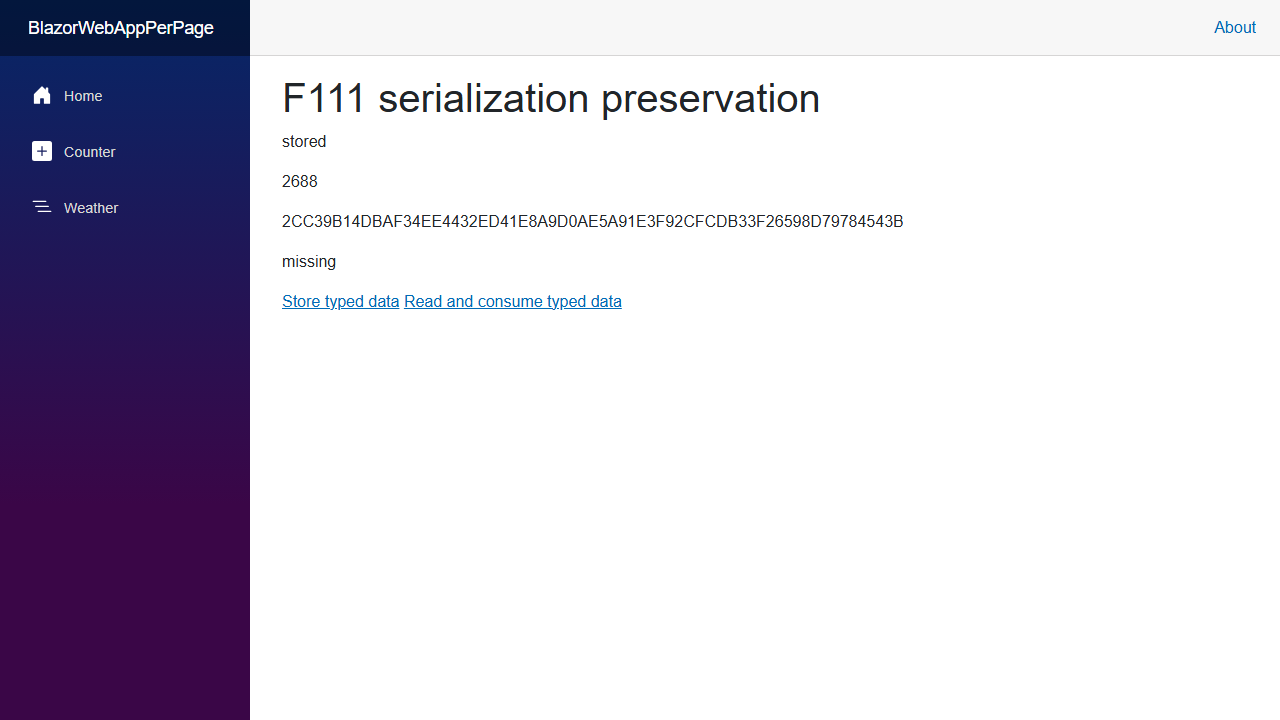 BlazorWebAppPerPage
About
Home
Counter
Weather
F111 serialization preservation
stored
2688
2CC39B14DBAF34EE4432ED41E8A9D0AE5A91E3F92CFCDB33F26598D79784543B
missing
Store typed data Read and consume typed data